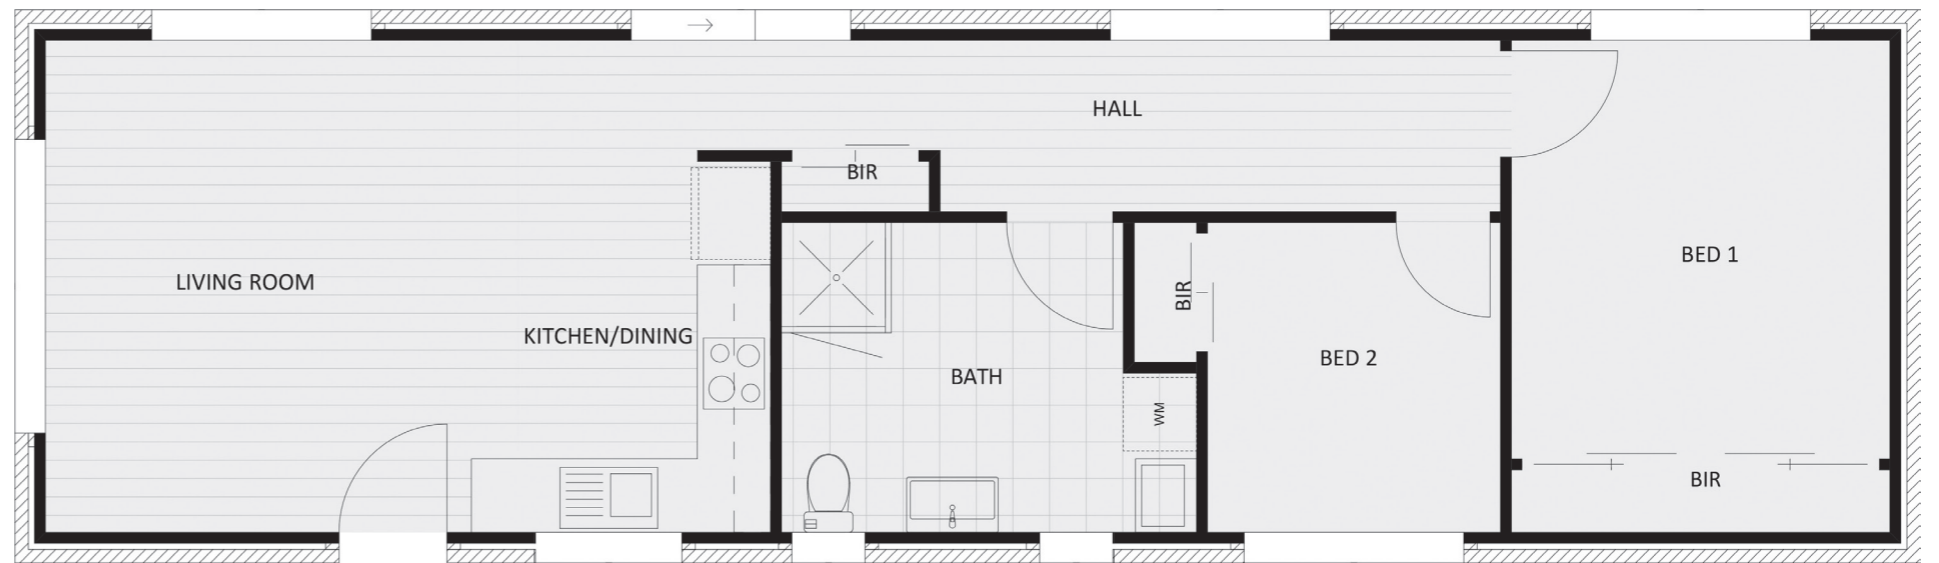 HALL
BIR
LIVING ROOM
KITCHEN/DINING
BATH
BIR
WM
BED 2
BED 1
BIR